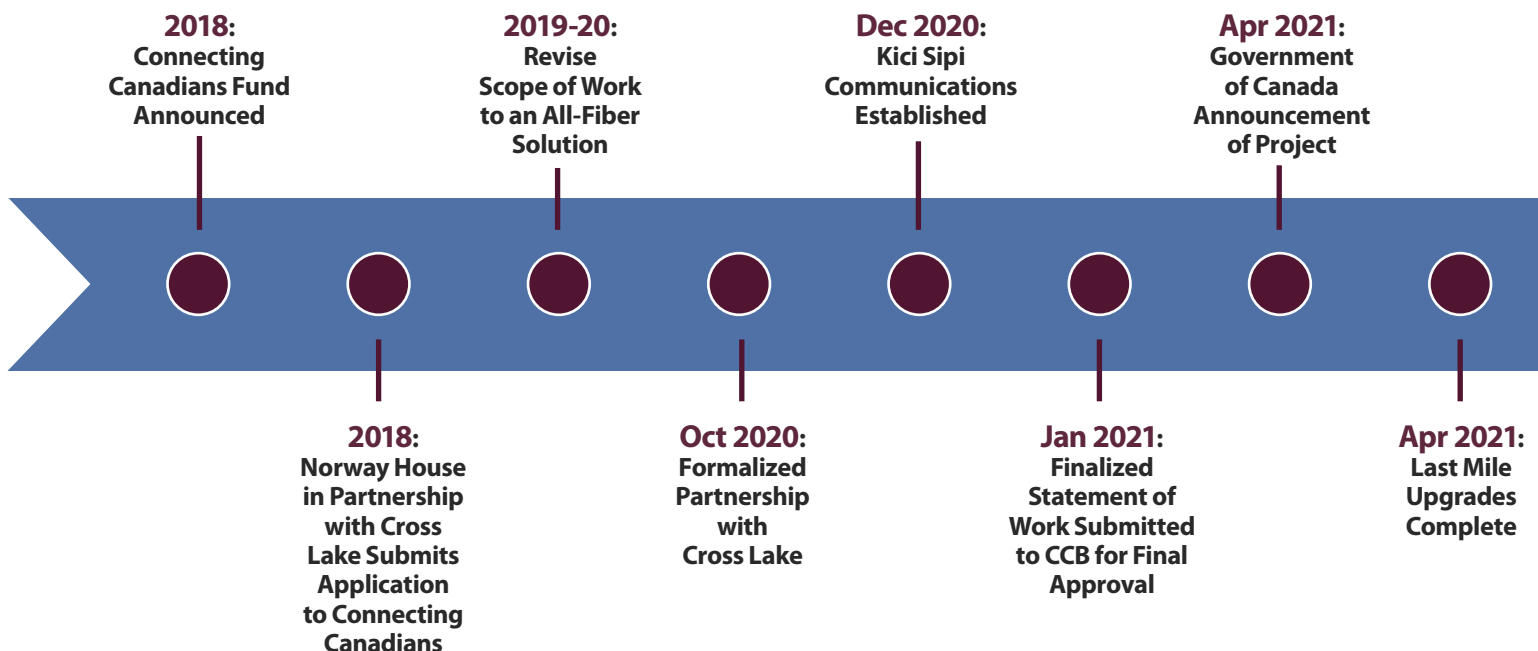 2018:
Connecting
Canadians Fund
Announced
2019-20:
Revise
Scope of Work
to an All-Fiber
Solution
Dec 2020:
Kici Sipi
Communications
Established
Apr 2021:
Government
of Canada
Announcement
of Project
2018:
Norway House
in Partnership
with Cross
Lake Submits
Application
to Connecting
Canadians
Oct 2020:
Formalized
Partnership
with
Cross Lake
Jan 2021:
Finalized
Statement of
Work Submitted
to CCB for Final
Approval
Apr 2021:
Last Mile
Upgrades
Complete